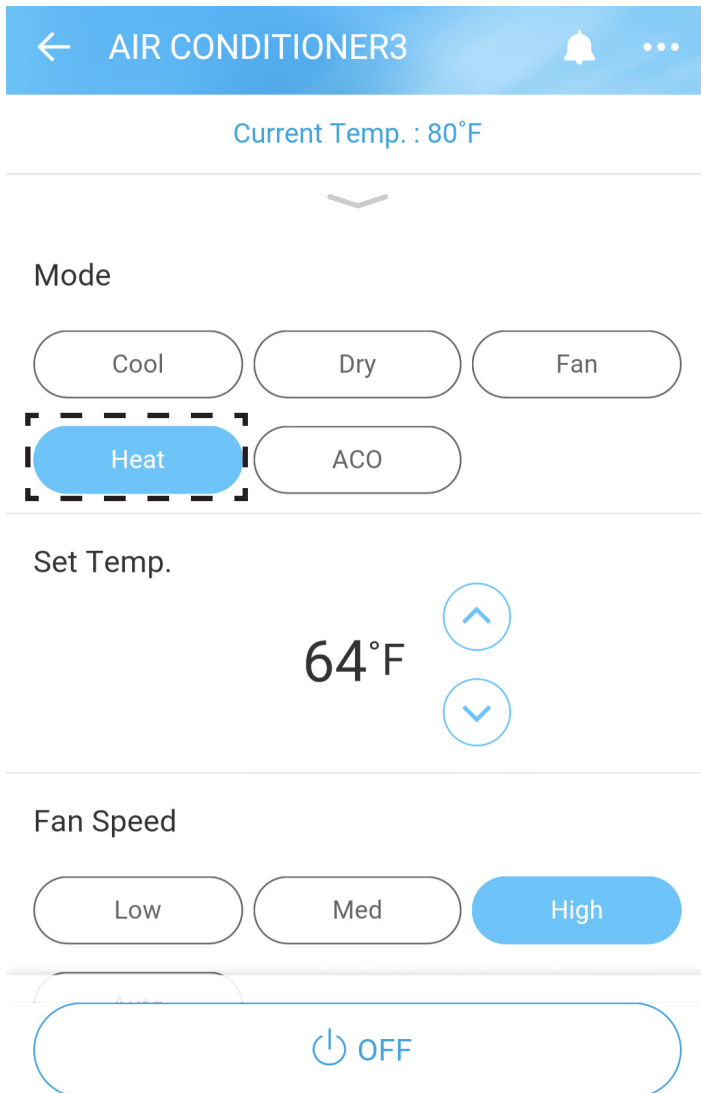 AIR CONDITIONER3
Current Temp. : 80˚F
Mode
Cool Dry Fan
Heat ACO
Set Temp.
64˚F
Fan Speed
Low Med High
OFF